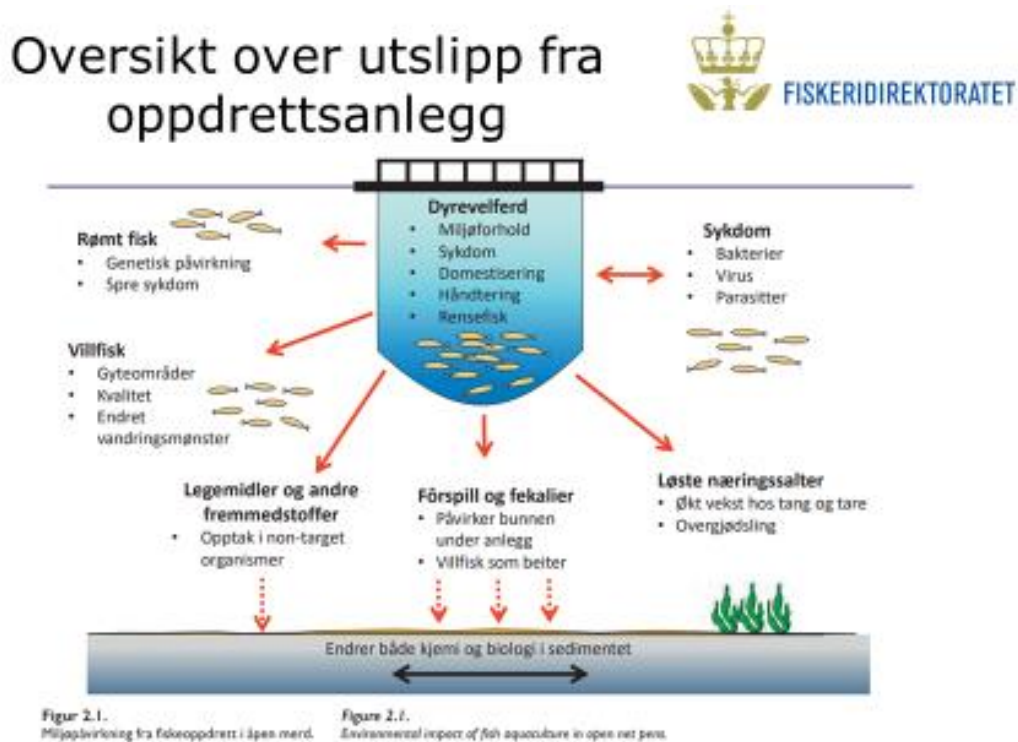 Oversikt over utslipp fra
oppdrettsanlegg
FISKERIDIREKTORATET
Dyrevelferd
• Miljøforhold
• Sykdom
• Domestisering
• Håndtering
• Rensefisk
Rømt fisk
• Genetisk påvirkning
• Spre sykdom
Sykdom
• Bakterier
• Virus
• Parasitter
Villfisk
• Gyteområder
• Kvalitet
• Endret
vandringsmønster
Legemidler og andre
fremmedstoffer
• Opptak i non-target
organismer
Fôrspill og fekalier
• Påvirker bunnen
under anlegg
• Villfisk som beiter
Løste næringssalter
• Økt vekst hos tang og tare
• Overgjødsling
Endrer både kjemi og biologi i sedimentet
Figur 2.1.
Miljøpåvirkning fra fiskeoppdrett i åpen merd.
Figure 2.1.
Environmental impact of fish aquaculture in open net pens.